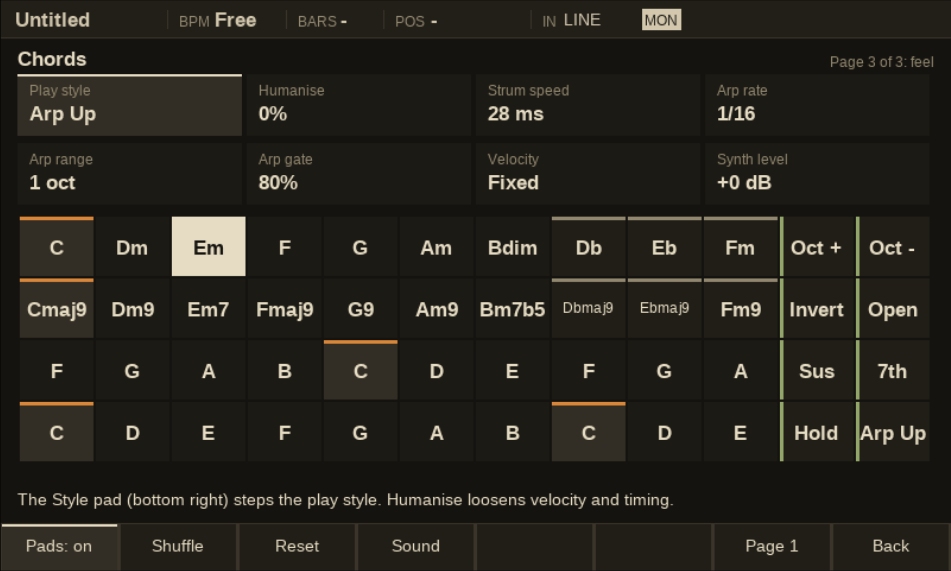 Untitled BPM Free BARS - POS - IN LINE MON
Chords Page 3 of 3: feel
Play style Humanise Strum speed Arp rate
Arp Up 0% 28 ms 1/16
Arp range Arp gate Velocity Synth level
1 oct 80% Fixed +0 dB
C Dm Em F G Am Bdim Db Eb Fm Oct + Oct -
Cmaj9 Dm9 Em7 Fmaj9 G9 Am9 Bm7b5 Dbmaj9 Ebmaj9 Fm9 Invert Open
F G A B C D E F G A Sus 7th
C D E F G A B C D E Hold Arp Up
The Style pad (bottom right) steps the play style. Humanise loosens velocity and timing.
Pads: on Shuffle Reset Sound Page 1 Back